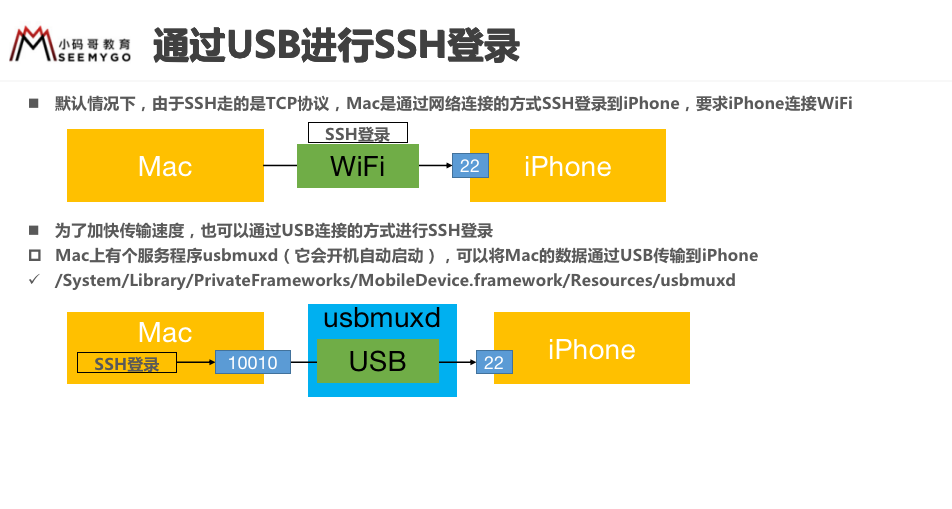 小码哥教育
SEEMYGO
通过USB进行SSH登录
默认情况下，由于SSH走的是TCP协议，Mac是通过网络连接的方式SSH登录到iPhone，要求iPhone连接WiFi
SSH登录
Mac
WiFi
22
iPhone
为了加快传输速度，也可以通过USB连接的方式进行SSH登录
Mac上有个服务程序usbmuxd（它会开机自动启动），可以将Mac的数据通过USB传输到iPhone
/System/Library/PrivateFrameworks/MobileDevice.framework/Resources/usbmuxd
usbmuxd
Mac
iPhone
SSH登录
10010
USB
22